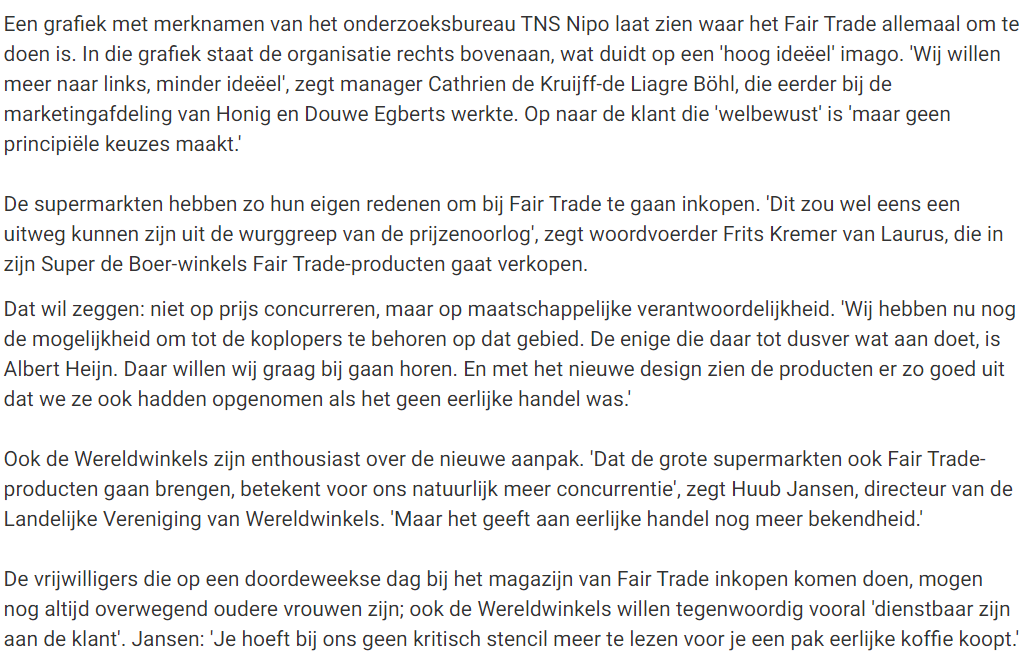 Een grafiek met merknamen van het onderzoeksbureau TNS Nipo laat zien waar het Fair Trade allemaal om te
doen is. In die grafiek staat de organisatie rechts bovenaan, wat duidt op een 'hoog ideëel' imago. 'Wij willen
meer naar links, minder ideëel', zegt manager Cathrien de Kruijff-de Liagre Böhl, die eerder bij de
marketingafdeling van Honig en Douwe Egberts werkte. Op naar de klant die 'welbewust' is 'maar geen
principiële keuzes maakt.'
De supermarkten hebben zo hun eigen redenen om bij Fair Trade te gaan inkopen. 'Dit zou wel eens een
uitweg kunnen zijn uit de wurggreep van de prijzenoorlog', zegt woordvoerder Frits Kremer van Laurus, die in
zijn Super de Boer-winkels Fair Trade-producten gaat verkopen.
Dat wil zeggen: niet op prijs concurreren, maar op maatschappelijke verantwoordelijkheid. 'Wij hebben nu nog
de mogelijkheid om tot de koplopers te behoren op dat gebied. De enige die daar tot dusver wat aan doet, is
Albert Heijn. Daar willen wij graag bij gaan horen. En met het nieuwe design zien de producten er zo goed uit
dat we ze ook hadden opgenomen als het geen eerlijke handel was.'
Ook de Wereldwinkels zijn enthousiast over de nieuwe aanpak. 'Dat de grote supermarkten ook Fair Trade-
producten gaan brengen, betekent voor ons natuurlijk meer concurrentie', zegt Huub Jansen, directeur van de
Landelijke Vereniging van Wereldwinkels. 'Maar het geeft aan eerlijke handel nog meer bekendheid.'
De vrijwilligers die op een doordeweekse dag bij het magazijn van Fair Trade inkopen komen doen, mogen
nog altijd overwegend oudere vrouwen zijn; ook de Wereldwinkels willen tegenwoordig vooral 'dienstbaar zijn
aan de klant'. Jansen: 'Je hoeft bij ons geen kritisch stencil meer te lezen voor je een pak eerlijke koffie koopt.'